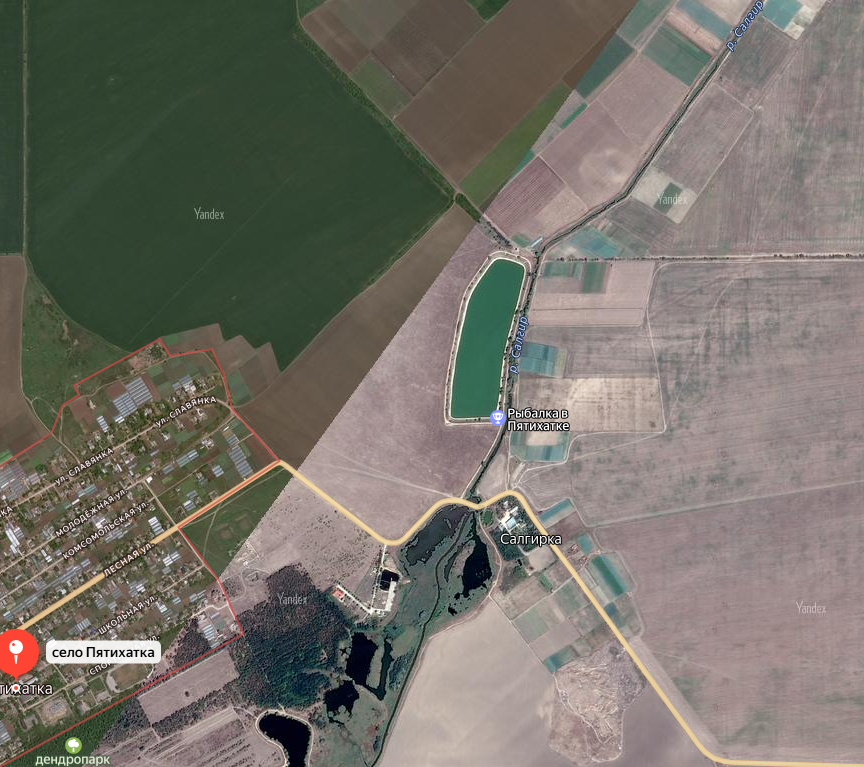 р. Салгир
Yandex
Yandex
р. Салгир
ул. СЛАВЯНКА
Рыбалка в
Пятихатке
ул. СЛАВЯНКА
МОЛОДЁЖНАЯ ул.
КОМСОМОЛЬСКАЯ ул.
ЛЕСНАЯ ул.
Салгирка
Yandex
Yandex
ШКОЛЬНАЯ ул.
село Пятихатка
дендропарк